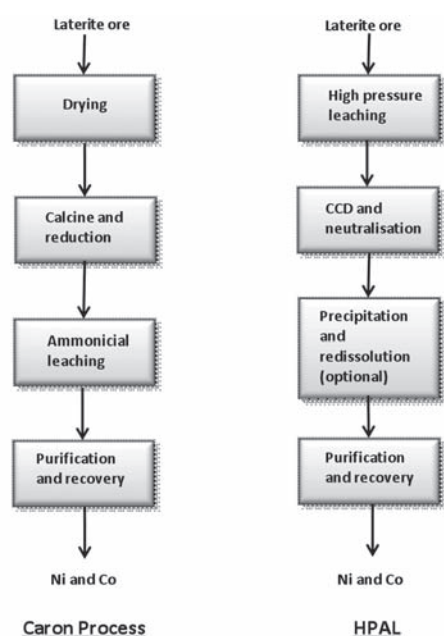 Laterite ore
Drying
Calcine and
reduction
Ammonicial
leaching
Purification
and recovery
Ni and Co
Caron Process
Laterite ore
High pressure
leaching
CCD and
neutralisation
Precipitation
and
redissolution
(optional)
Purification
and recovery
Ni and Co
HPAL